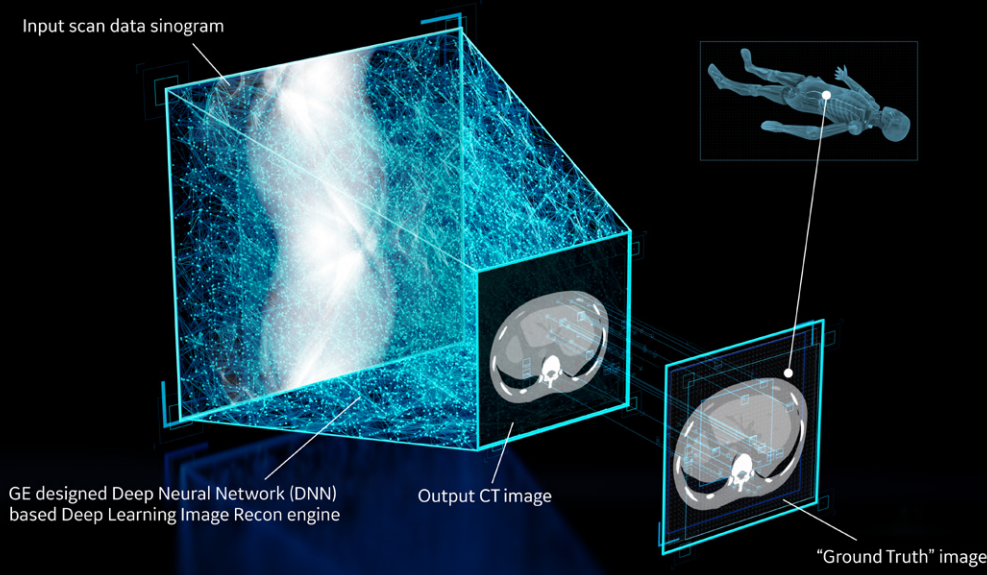 Input scan data sinogram
GE designed Deep Neural Network (DNN)
based Deep Learning Image Recon engine
Output CT image
“Ground Truth” image